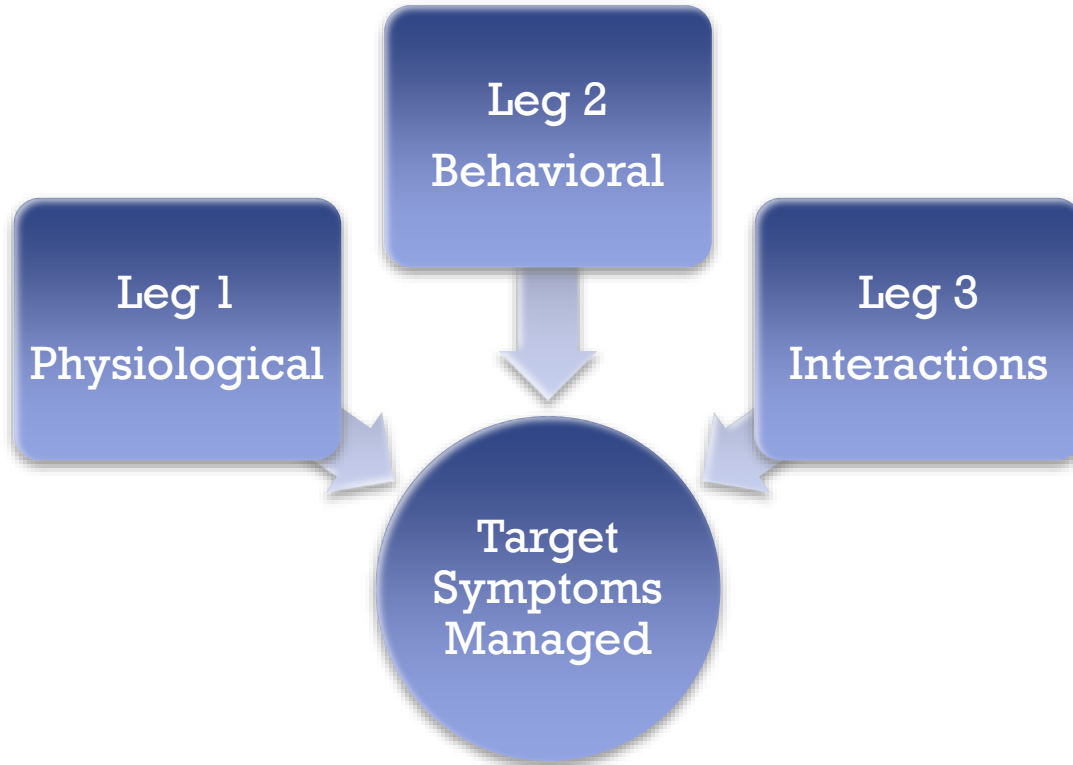 Leg 1
Physiological
Leg 2
Behavioral
Leg 3
Interactions
Target
Symptoms
Managed